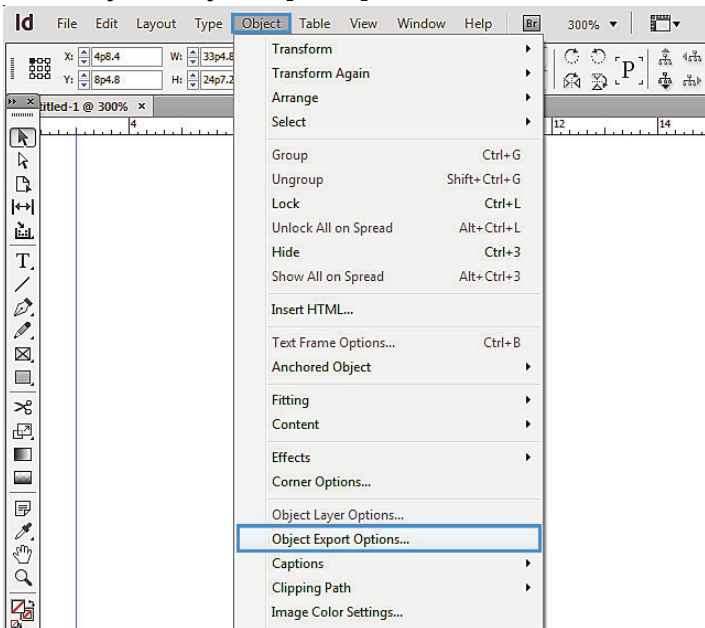 Id File Edit Layout Type Object Table View Window Help Br 300%
X: 4p8.4 W: 33p4.8
Y: 8p4.8 H: 24p7.2
P
titled-1 @ 300% ×
4 12 14
Transform
Transform Again
Arrange
Select
Group Ctrl+G
Ungroup Shift+Ctrl+G
Lock Ctrl+L
Unlock All on Spread Alt+Ctrl+L
Hide Ctrl+3
Show All on Spread Alt+Ctrl+3
Insert HTML...
Text Frame Options... Ctrl+B
Anchored Object
Fitting
Content
Effects
Corner Options...
Object Layer Options...
Object Export Options...
Captions
Clipping Path
Image Color Settings...
T